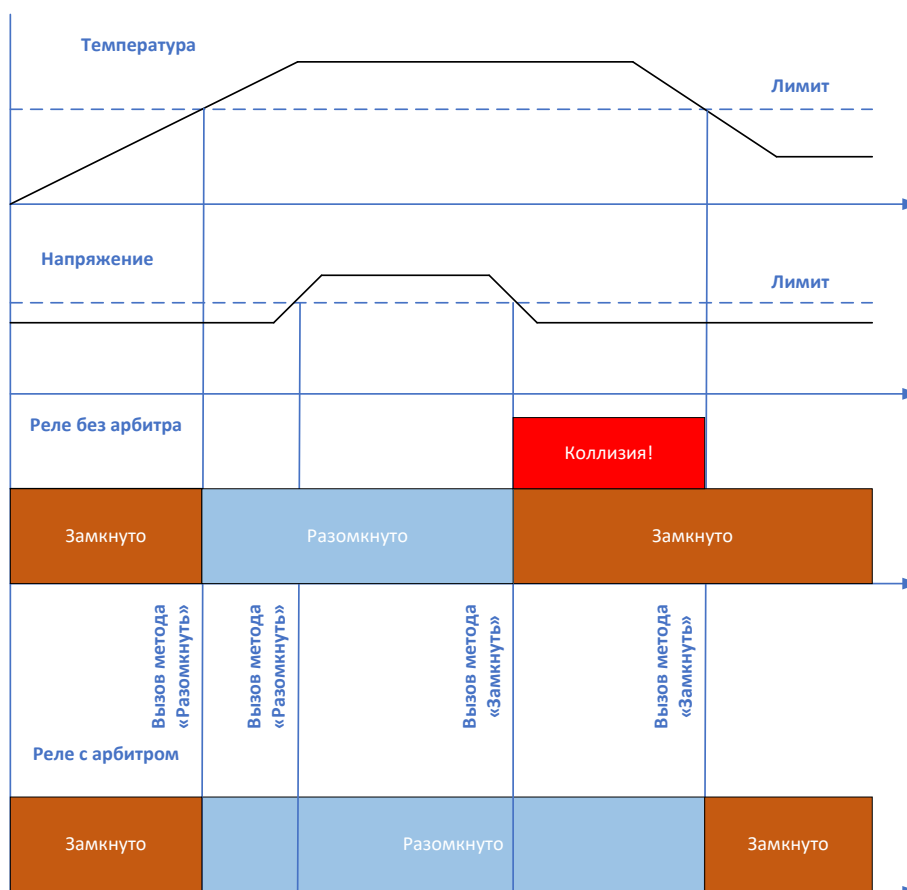 Температура
Лимит
Напряжение
Лимит
Реле без арбитра
Коллизия!
Замкнуто
Разомкнуто
Замкнуто
Вызов метода
«Разомкнуть»
Вызов метода
«Разомкнуть»
Вызов метода
«Замкнуть»
Вызов метода
«Замкнуть»
Реле с арбитром
Замкнуто
Разомкнуто
Замкнуто